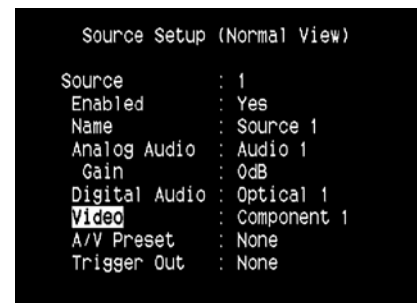 Source Setup (Normal View)
Source : 1
Enabled : Yes
Name : Source 1
Analog Audio : Audio 1
Gain : 0dB
Digital Audio : Optical 1
Video : Component 1
A/V Preset : None
Trigger Out : None